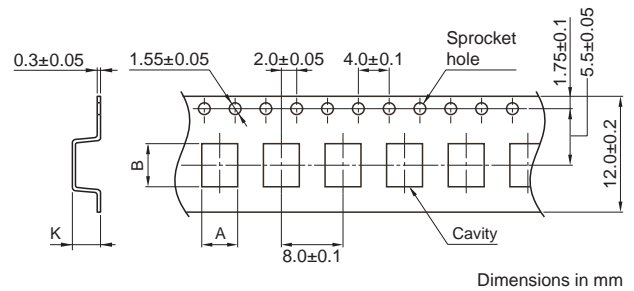 Sprocket
hole
0.3±0.05
1.55±0.05
2.0±0.05
4.0±0.1
1.75±0.1
5.5±0.05
12.0±0.2
B
K
A
8.0±0.1
Cavity
Dimensions in mm